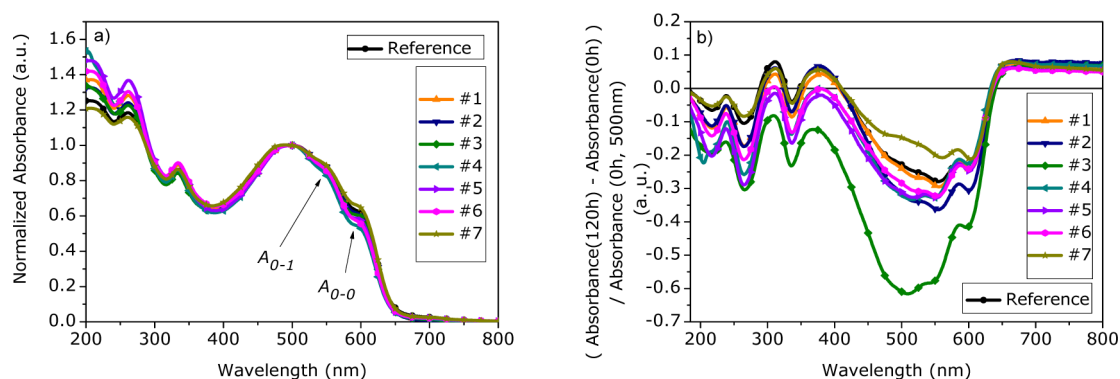 a)
Normalized Absorbance (a.u.)
1.6
1.4
1.2
1.0
0.8
0.6
0.4
0.2
0.0
Reference
#1
#2
#3
#4
#5
#6
#7
A0-1
A0-0
200 300 400 500 600 700 800
Wavelength (nm)
b)
( Absorbance(120h) - Absorbance(0h) )
/ Absorbance (0h, 500nm)
(a. u.)
0.2
0.1
0.0
-0.1
-0.2
-0.3
-0.4
-0.5
-0.6
-0.7
#1
#2
#3
#4
#5
#6
#7
Reference
200 300 400 500 600 700 800
Wavelength (nm)